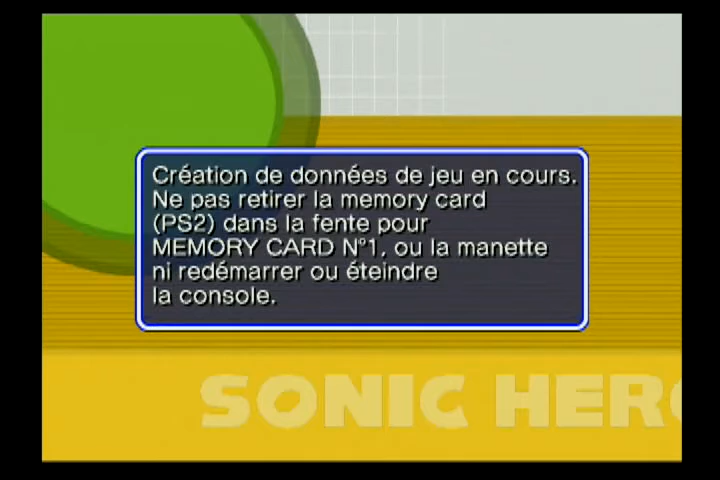 Création de données de jeu en cours.
Ne pas retirer la memory card
(PS2) dans la fente pour
MEMORY CARD N°1, ou la manette
ni redémarrer ou éteindre
la console.
SONIC HERO